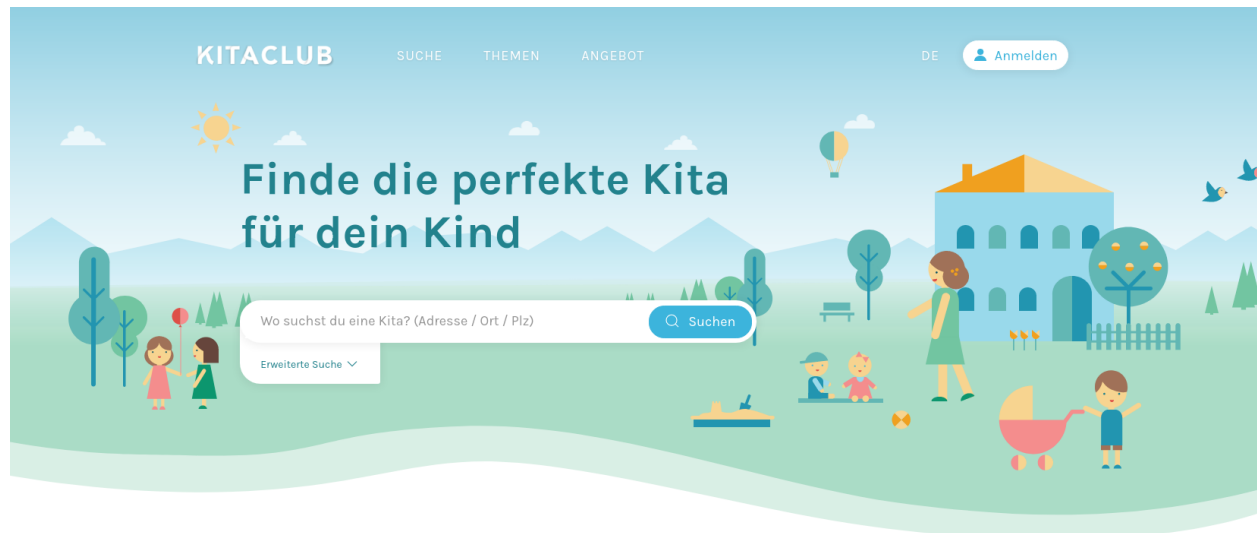 KITACLUB
SUCHE
THEMEN
ANGEBOT
DE
Anmelden
Finde die perfekte Kita
für dein Kind
Wo suchst du eine Kita? (Adresse / Ort / Plz)
Suchen
Erweiterte Suche